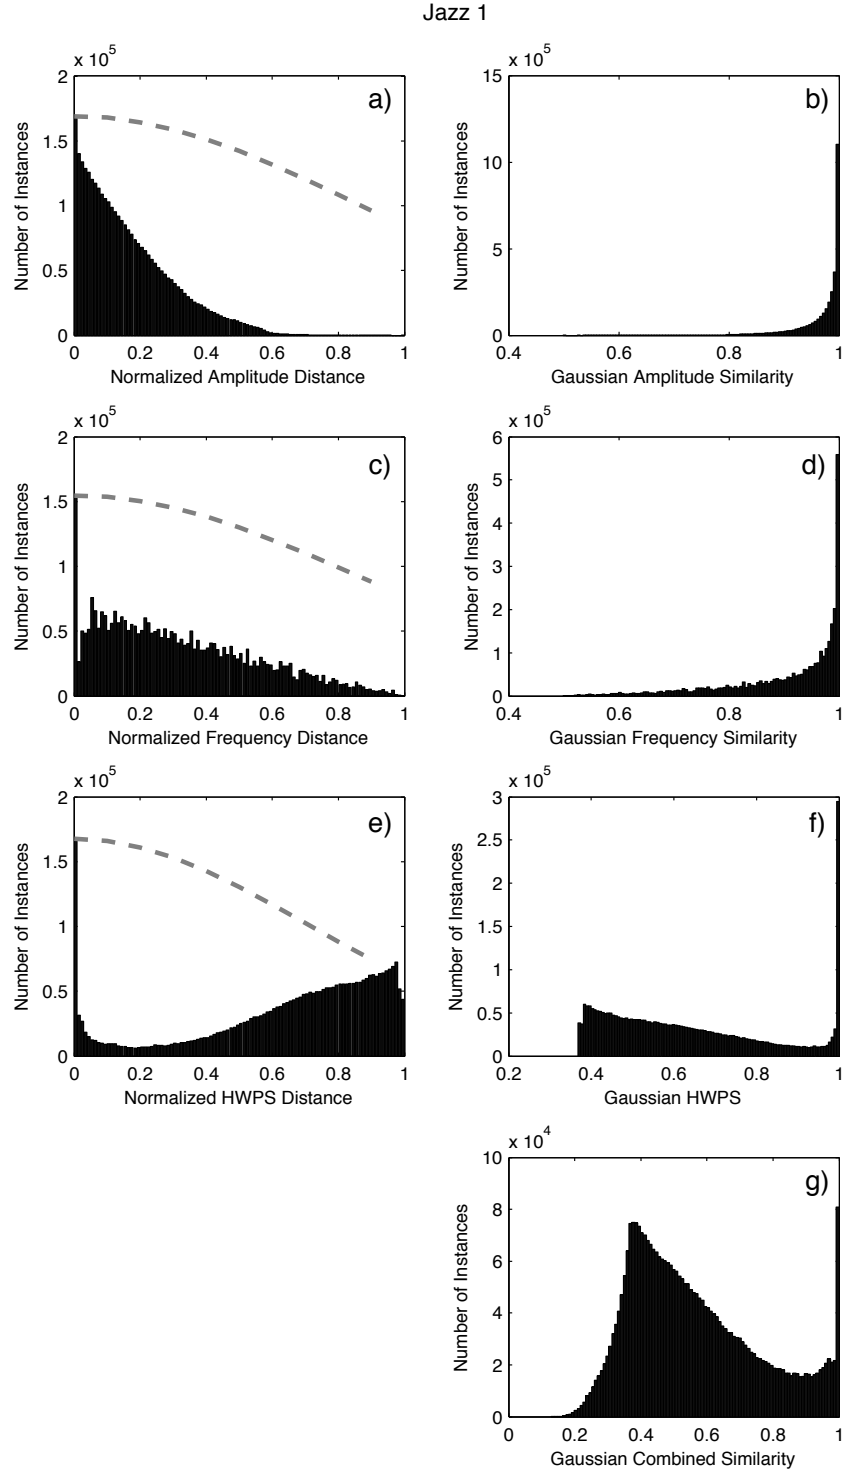 Jazz 1
x 10^5
a)
Number of Instances
2
1.5
1
0.5
0
0 0.2 0.4 0.6 0.8 1
Normalized Amplitude Distance
x 10^5
b)
Number of Instances
15
10
5
0
0.4 0.6 0.8 1
Gaussian Amplitude Similarity
x 10^5
c)
Number of Instances
2
1.5
1
0.5
0
0 0.2 0.4 0.6 0.8 1
Normalized Frequency Distance
x 10^5
d)
Number of Instances
6
5
4
3
2
1
0
0.4 0.6 0.8 1
Gaussian Frequency Similarity
x 10^5
e)
Number of Instances
2
1.5
1
0.5
0
0 0.2 0.4 0.6 0.8 1
Normalized HWPS Distance
x 10^5
f)
Number of Instances
3
2.5
2
1.5
1
0.5
0
0.2 0.4 0.6 0.8 1
Gaussian HWPS
x 10^4
g)
Number of Instances
10
8
6
4
2
0
0 0.2 0.4 0.6 0.8 1
Gaussian Combined Similarity